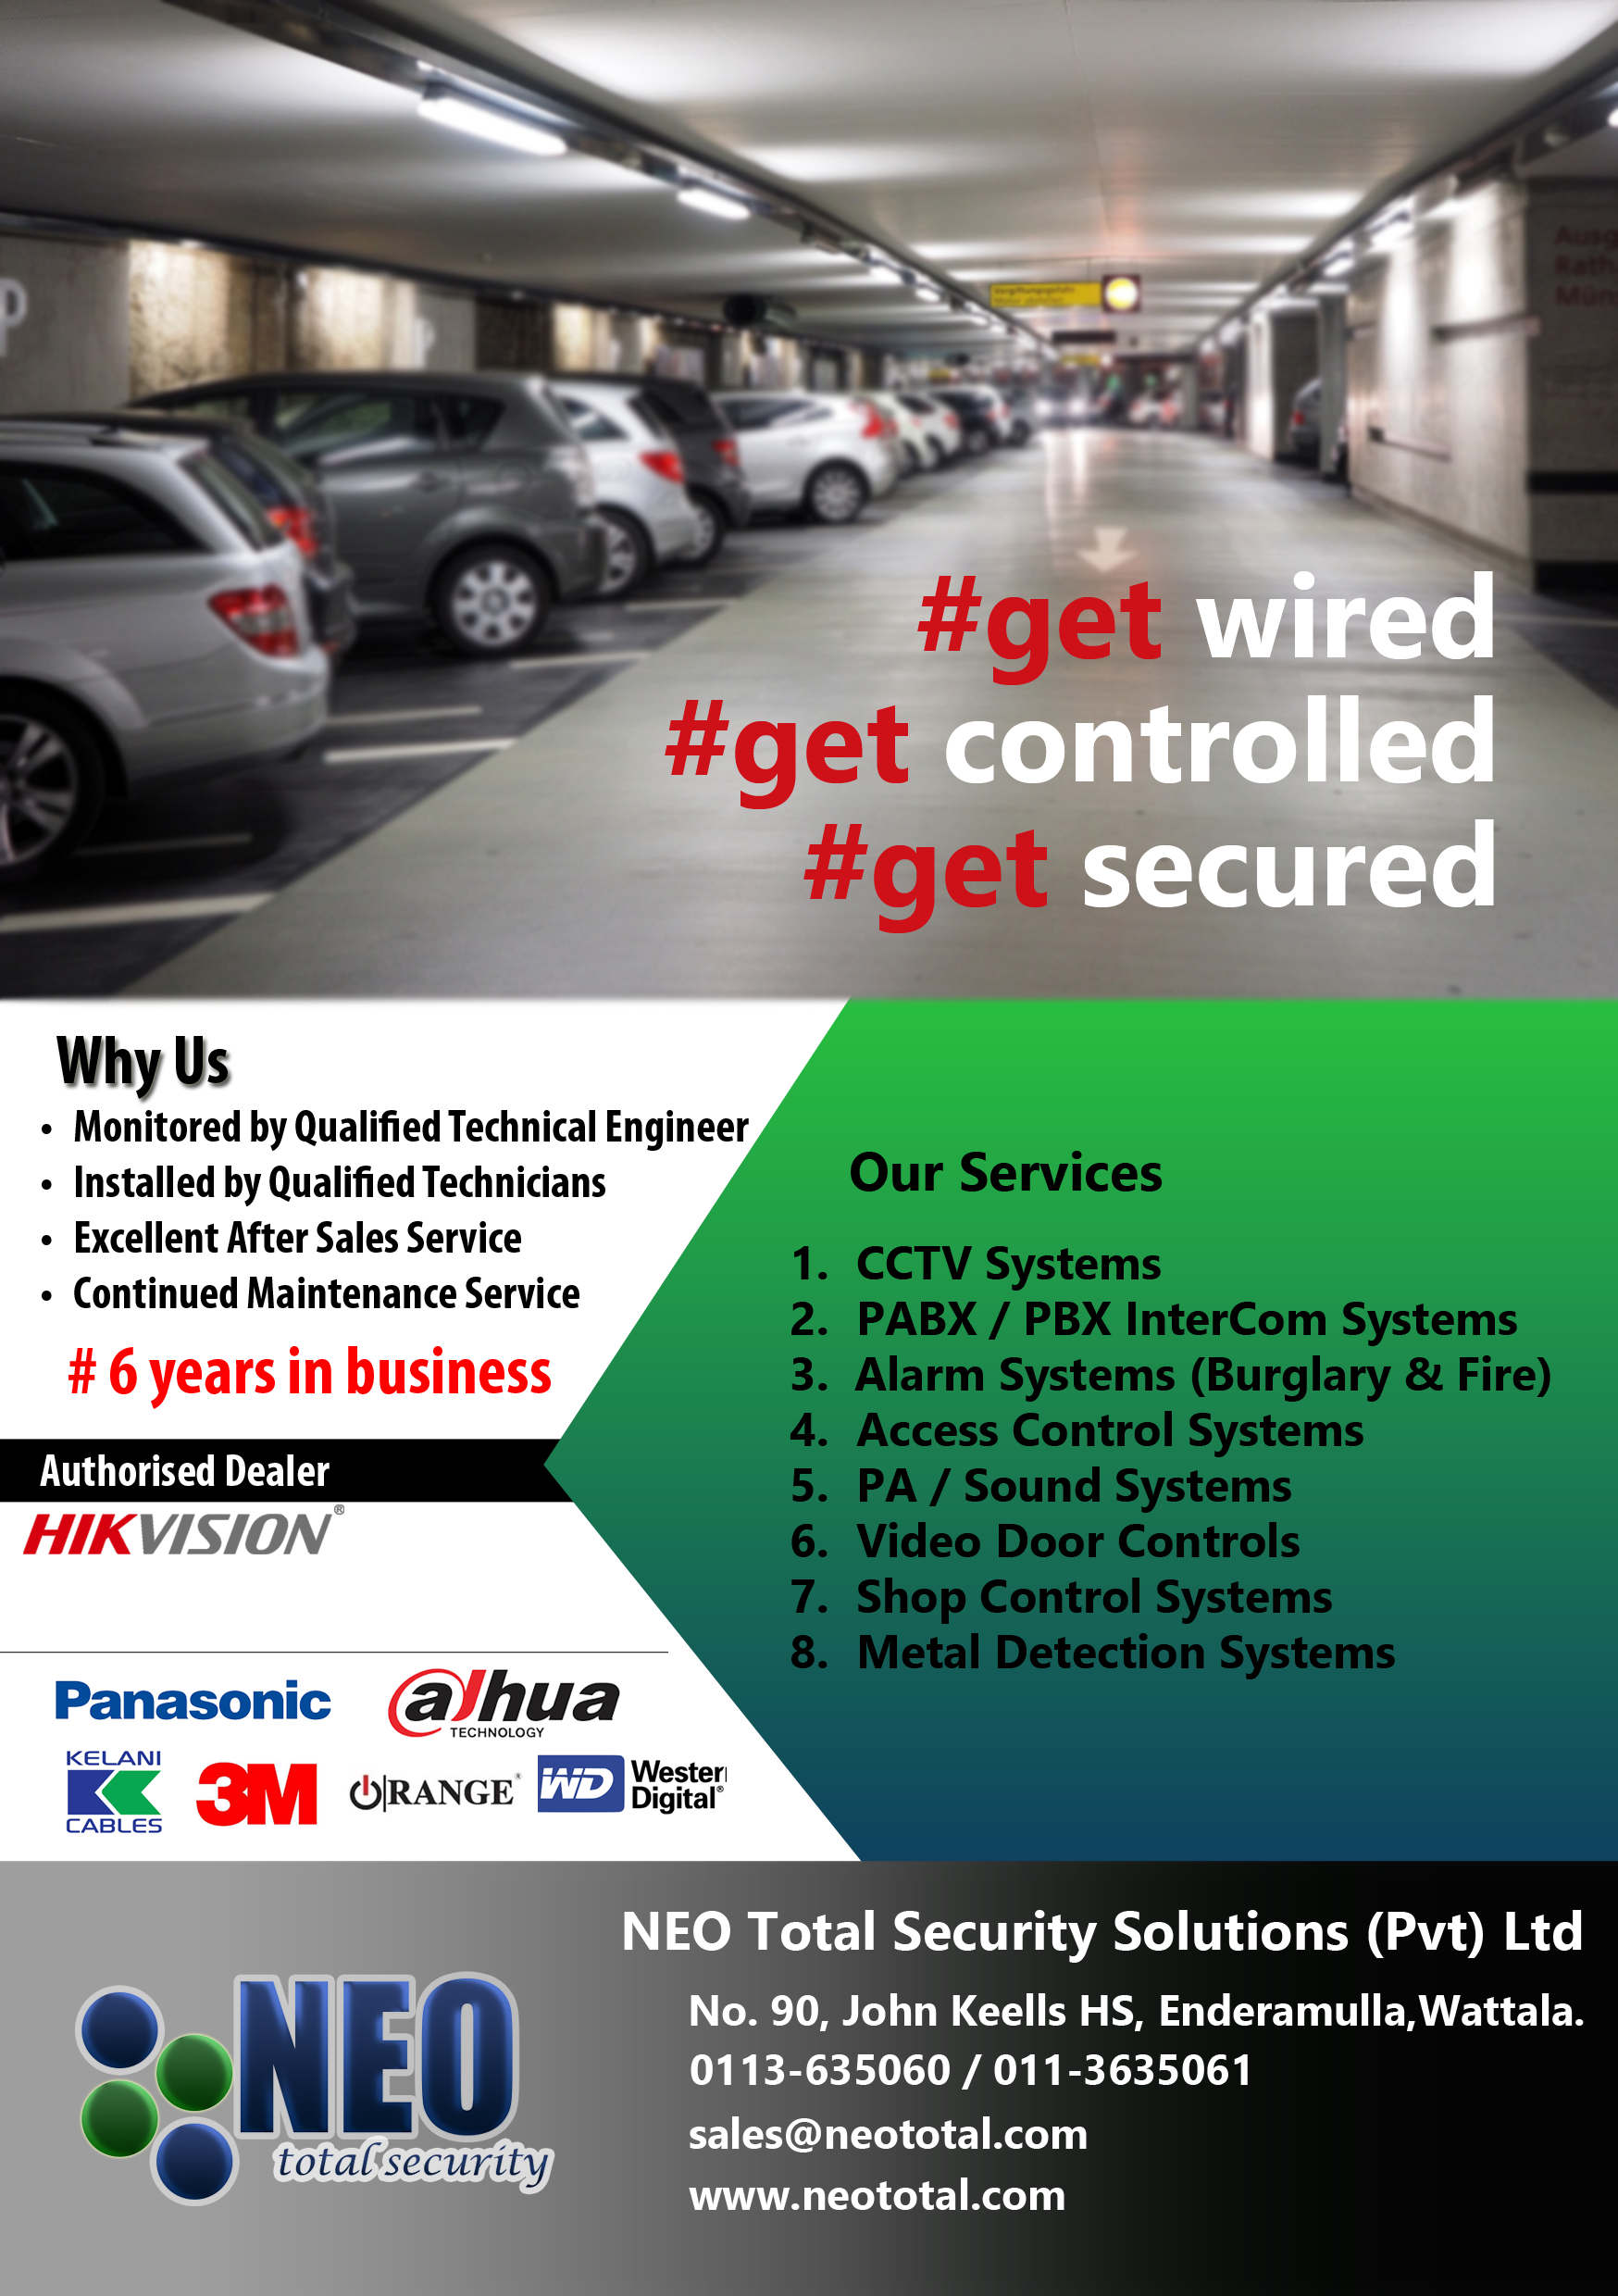 Ausg
Rath
Mün
#get wired
#get controlled
#get secured
Why Us
• Monitored by Qualified Technical Engineer
• Installed by Qualified Technicians
• Excellent After Sales Service
• Continued Maintenance Service
# 6 years in business
Authorised Dealer
HIKVISION®
Panasonic
alhua
TECHNOLOGY
KELANI
CABLES
3M
ORANGE®
WD
Western
Digital®
Our Services
1. CCTV Systems
2. PABX / PBX InterCom Systems
3. Alarm Systems (Burglary & Fire)
4. Access Control Systems
5. PA / Sound Systems
6. Video Door Controls
7. Shop Control Systems
8. Metal Detection Systems
NEO
total security
NEO Total Security Solutions (Pvt) Ltd
No. 90, John Keells HS, Enderamulla,Wattala.
0113-635060 / 011-3635061
sales@neototal.com
www.neototal.com